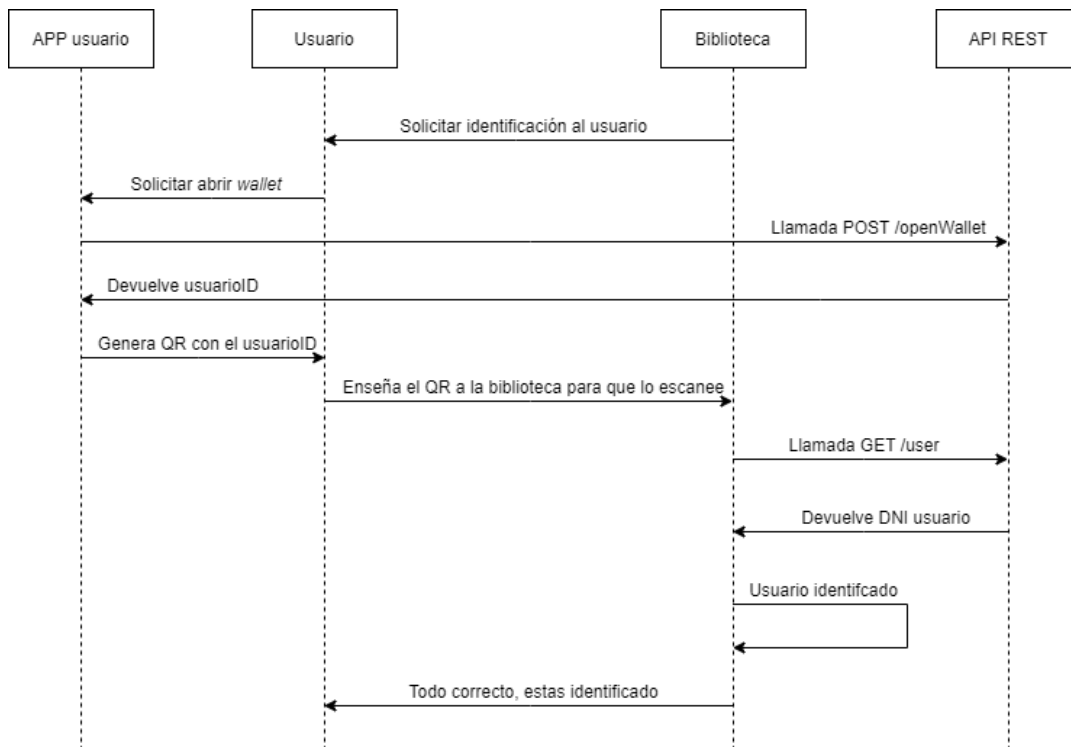 APP usuario
Usuario
Biblioteca
API REST
Solicitar identificación al usuario
Solicitar abrir wallet
Llamada POST /openWallet
Devuelve usuarioID
Genera QR con el usuarioID
Enseña el QR a la biblioteca para que lo escanee
Llamada GET /user
Devuelve DNI usuario
Usuario identifcado
Todo correcto, estas identificado